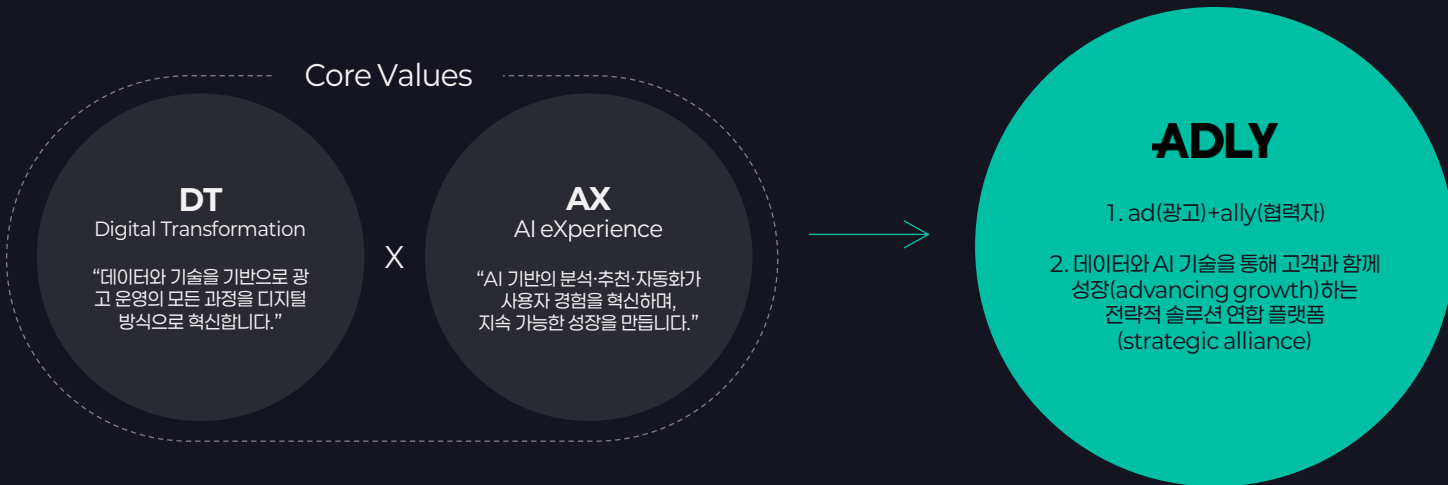 Core Values
DT
Digital Transformation
“데이터와 기술을 기반으로 광
고 운영의 모든 과정을 디지털
방식으로 혁신합니다.”
X
AX
AI eXperience
“AI 기반의 분석·추천·자동화가
사용자 경험을 혁신하며,
지속 가능한 성장을 만듭니다.”
ADLY
1. ad(광고)+ally(협력자)
2. 데이터와 AI 기술을 통해 고객과 함께
성장(advancing growth)하는
전략적 솔루션 연합 플랫폼
(strategic alliance)